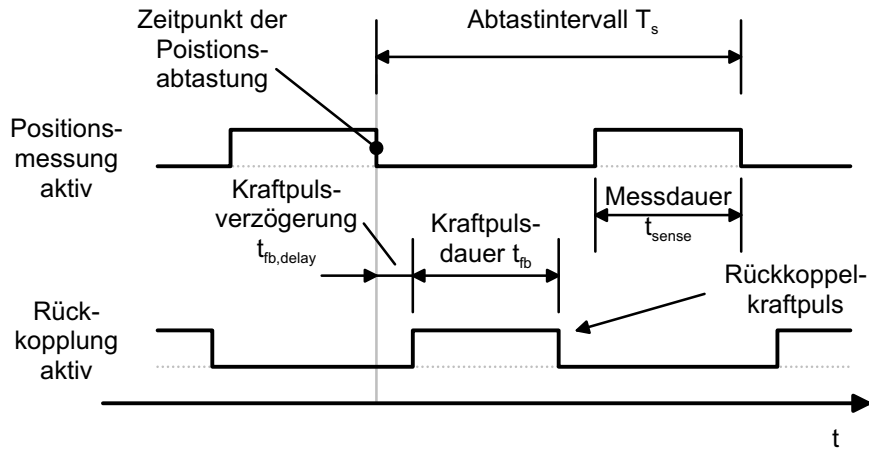 Zeitpunkt der
Poistions-
abtastung
Abtastintervall Ts
Positions-
messung
aktiv
Kraftpuls-
verzögerung
tfb,delay
Kraftpuls-
dauer tfb
Messdauer
tsense
Rückkoppel-
kraftpuls
Rück-
kopplung
aktiv
t